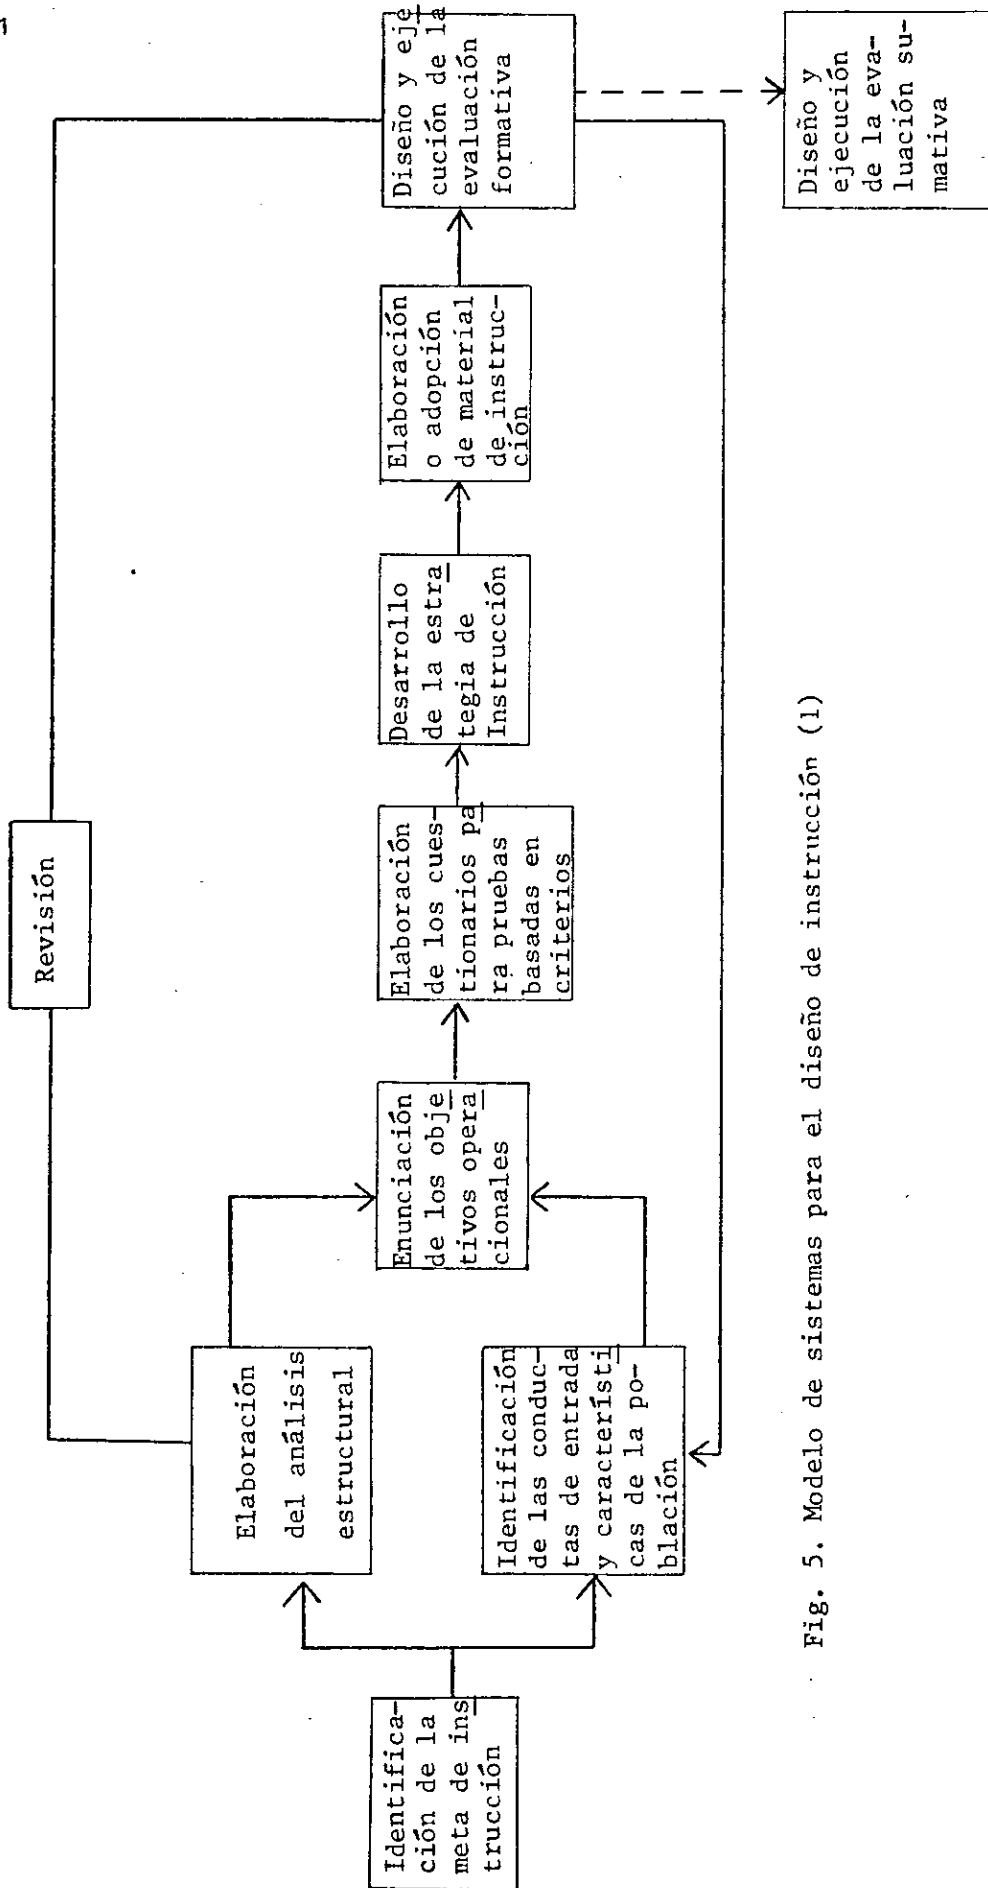 1
Revisión
Identifica-
ción de la
meta de ins
trucción
Elaboración
del análisis
estructural
Identificación
de las conduc-
tas de entrada
y característi
cas de la po-
blación
Enunciación
de los obje
tivos opera
cionales
Elaboración
de los cues-
tionarios pa
ra pruebas
basadas en
criterios
Desarrollo
de la estra
tegia de
Instrucción
Elaboración
o adopción
de material
de instruc-
ción
Diseño y eje
cución de la
evaluación
formativa
Diseño y
ejecución
de la eva-
luación su-
mativa
Fig. 5. Modelo de sistemas para el diseño de instrucción (1)